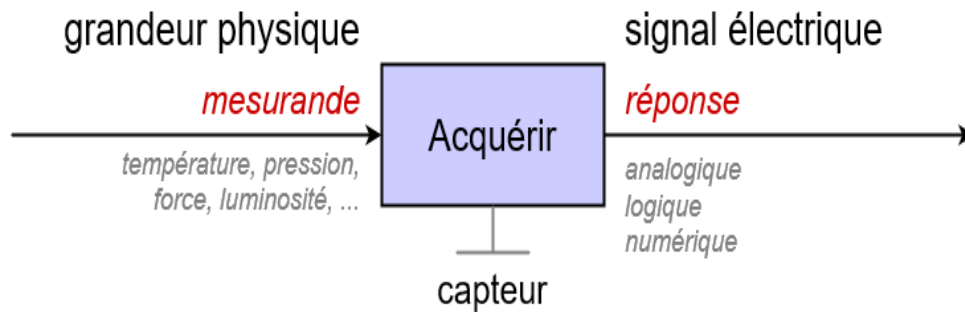 grandeur physique
signal électrique
mesurande
réponse
Acquérir
température, pression,
force, luminosité, ...
analogique
logique
numérique
capteur